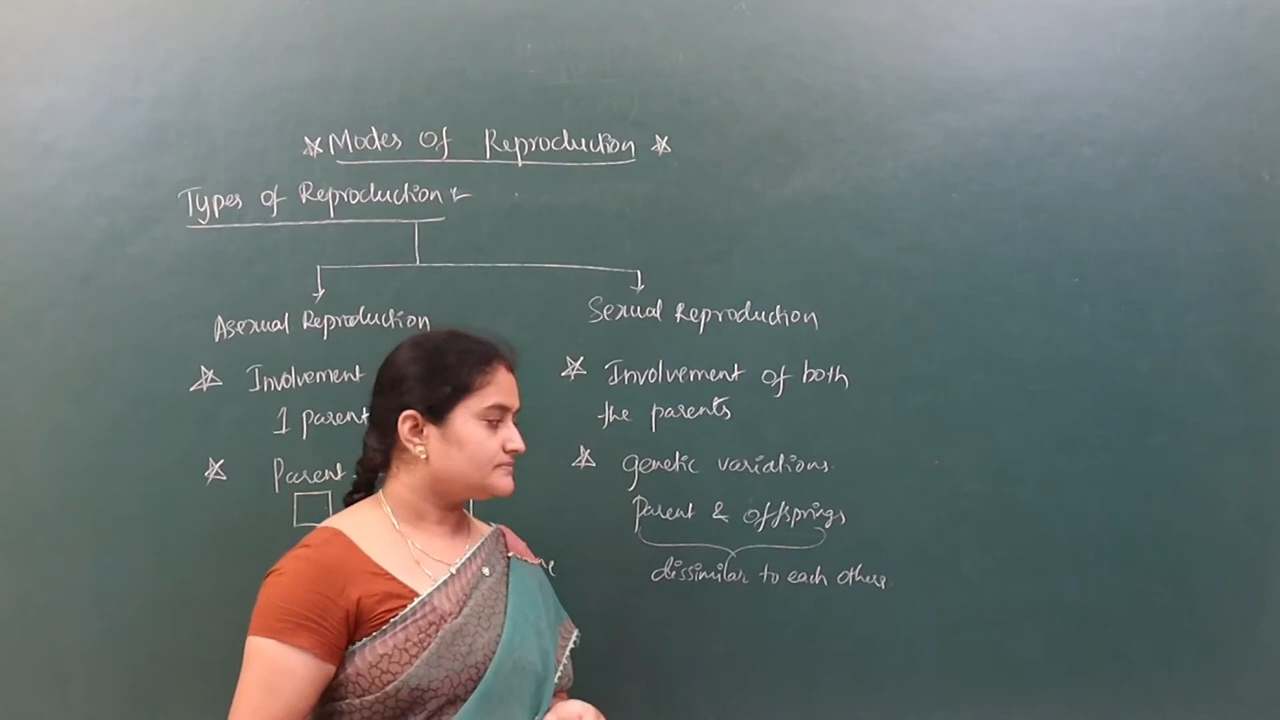 Modes Of Reproduction
Types of Reproduction
Asexual Reproduction
Involvement
1 parent
Parent
Sexual Reproduction
Involvement of both
the parents
genetic variations.
Parent & offsprings
dissimilar to each others.